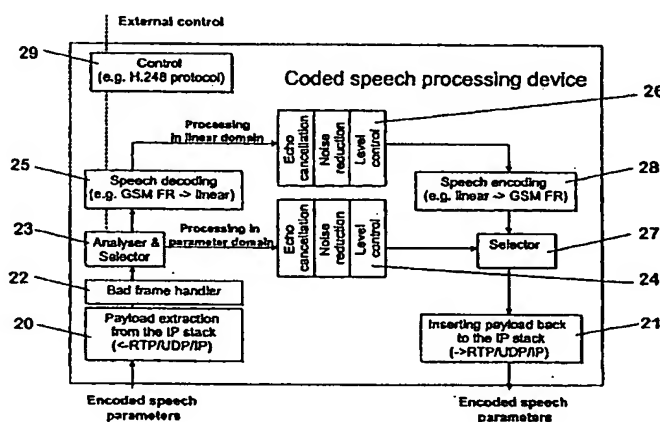 External control
29
Control
(e.g. H.248 protocol)
Coded speech processing device
26
Processing
in linear domain
Echo
cancellation
Noise
reduction
Level
control
25
Speech decoding
(e.g. GSM FR -> linear)
28
Speech encoding
(e.g. linear -> GSM FR)
23
Analyser &
Selector
Processing in
parameter domain
Echo
cancellation
Noise
reduction
Level
control
Selector
27
22
Bad frame handler
24
20
Payload extraction
from the IP stack
(<-RTP/UDP/IP)
Inserting payload back
to the IP stack
(->RTP/UDP/IP)
21
Encoded speech
parameters
Encoded speech
parameters